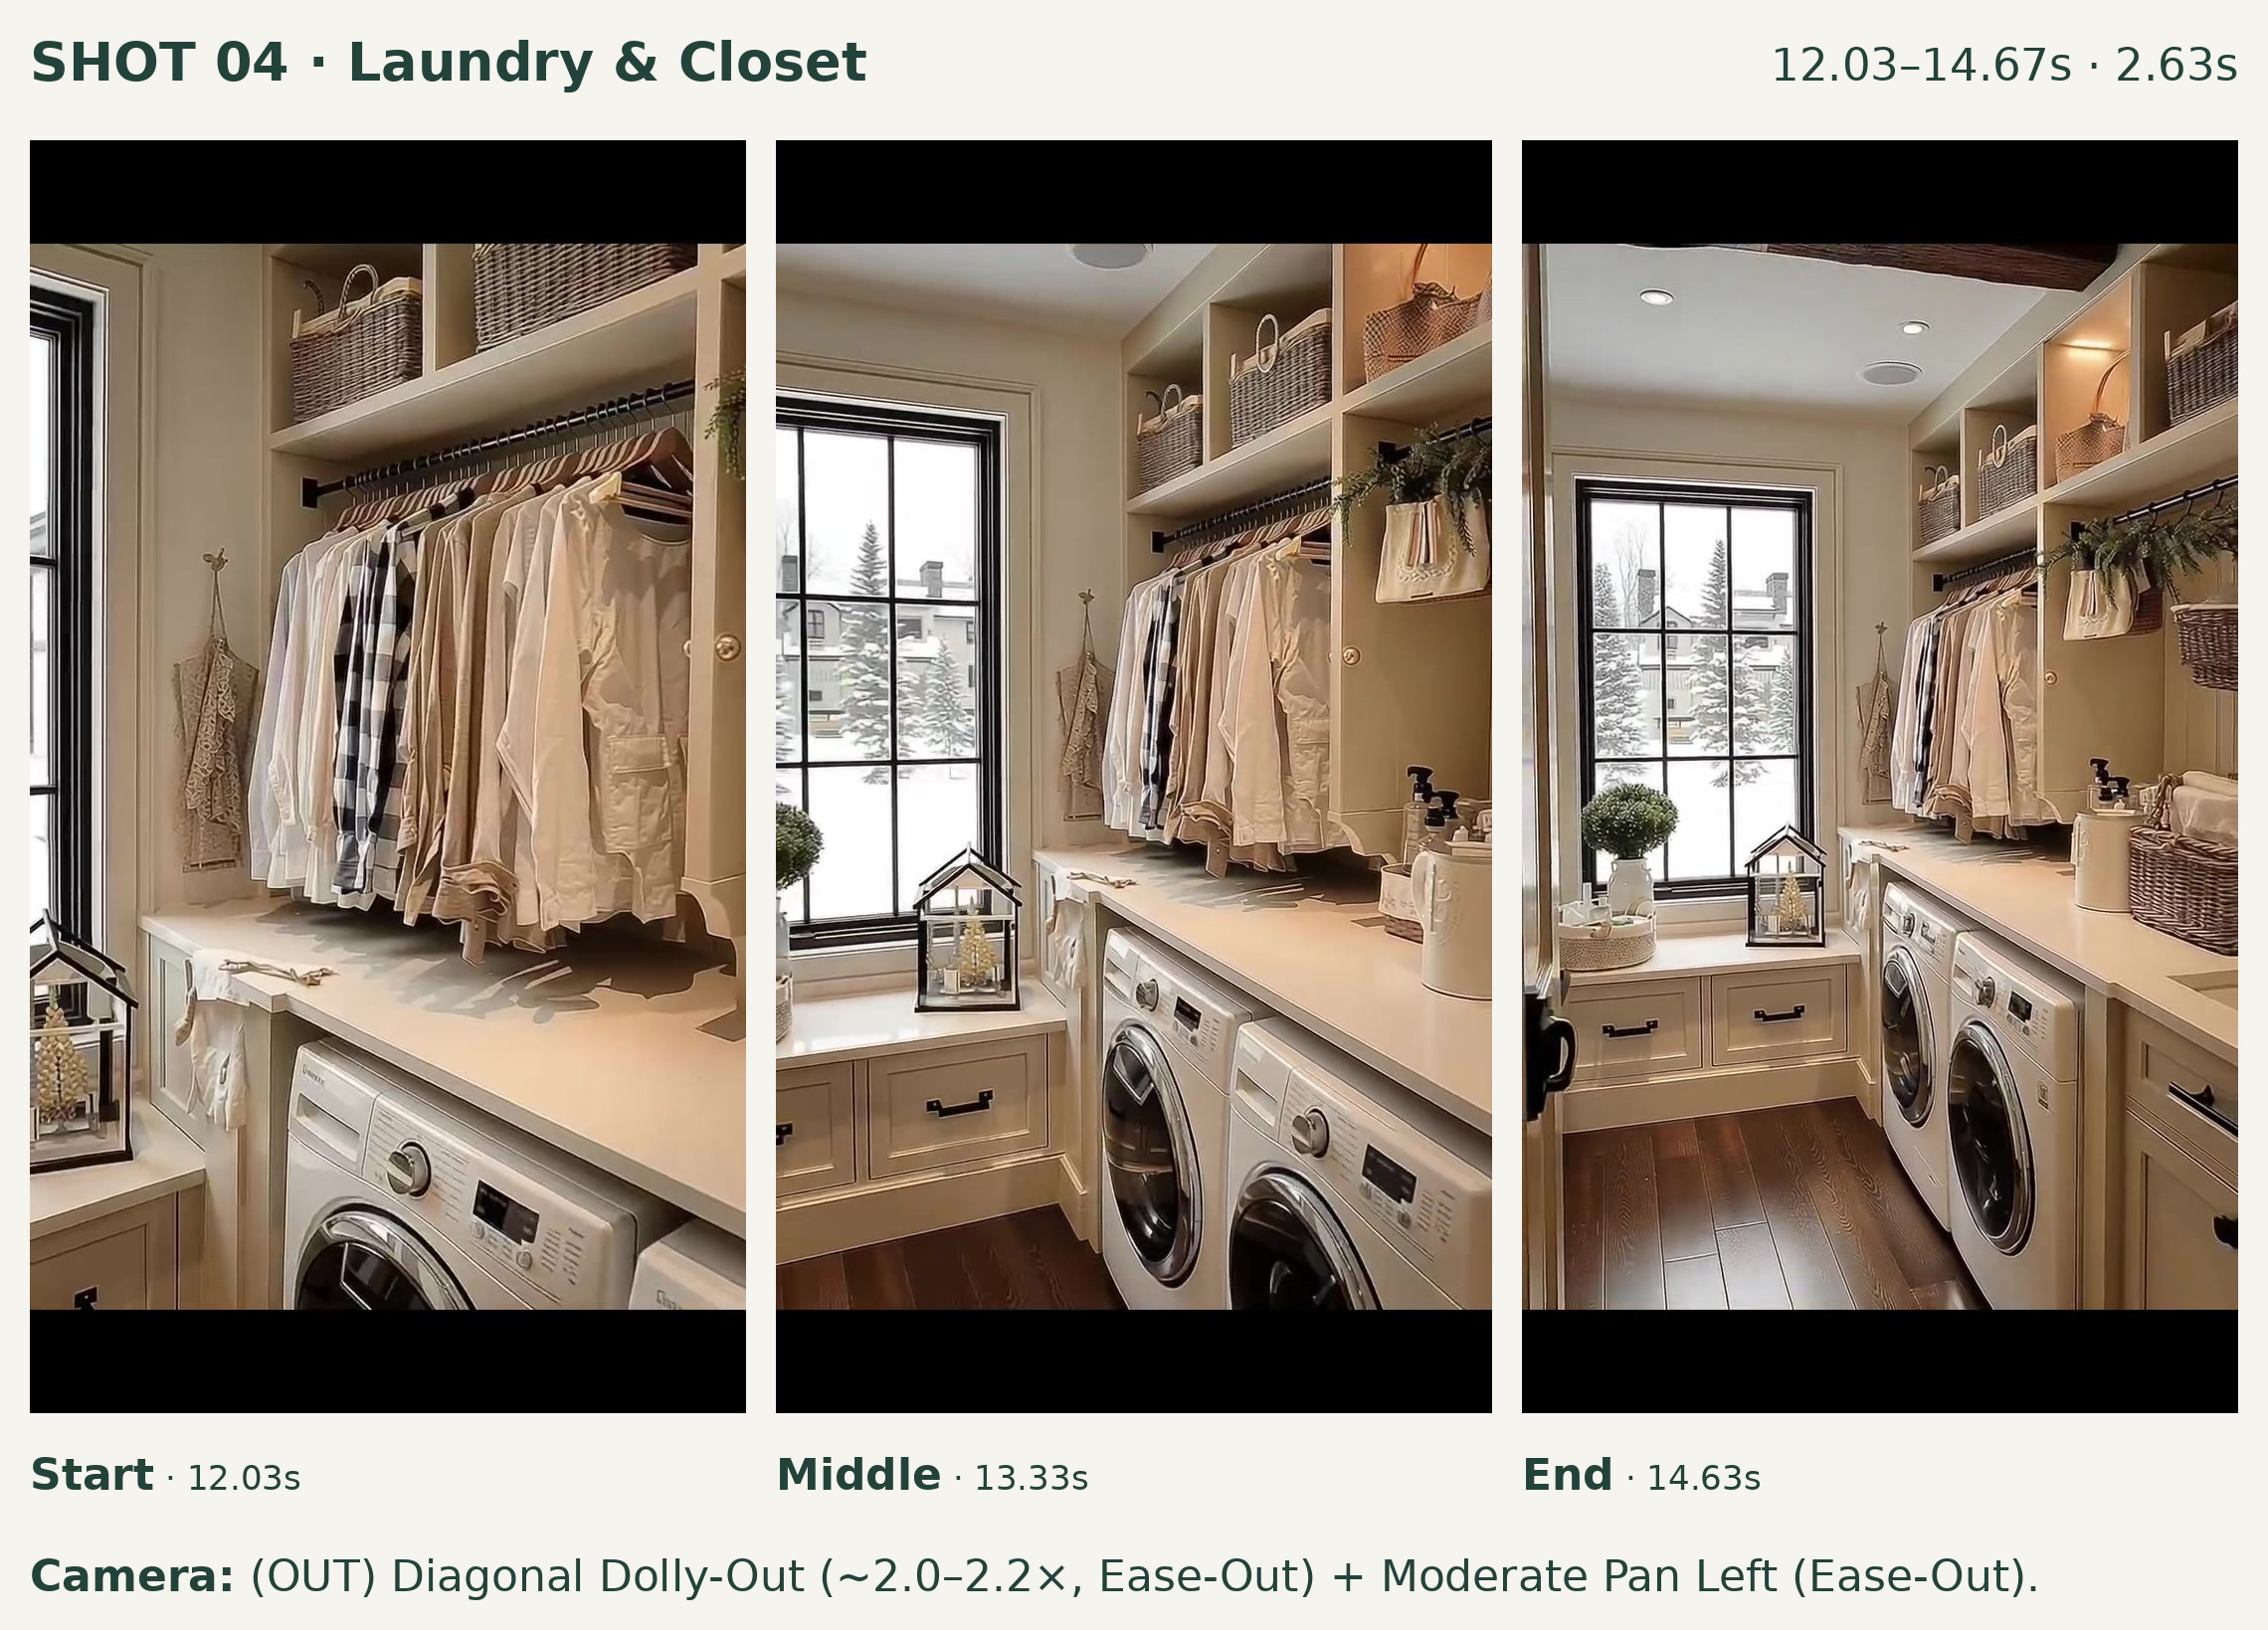 SHOT 04 · Laundry & Closet
12.03–14.67s · 2.63s
Start · 12.03s
Middle · 13.33s
End · 14.63s
Camera: (OUT) Diagonal Dolly-Out (~2.0–2.2×, Ease-Out) + Moderate Pan Left (Ease-Out).